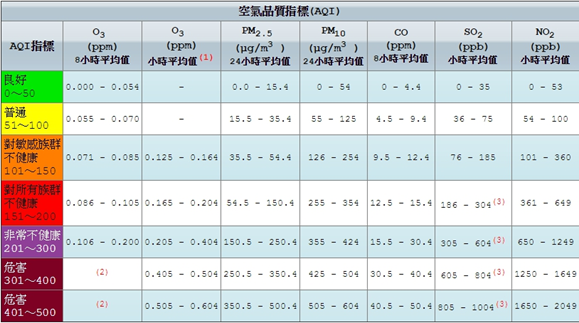 空氣品質指標(AQI)
AQI指標 O3 (ppm) 8小時平均值 O3 (ppm) 小時平均值(1) PM2.5 (μg/m3 ) 24小時平均值 PM10 (μg/m3 ) 24小時平均值 CO (ppm) 8小時平均值 SO2 (ppb) 小時平均值 NO2 (ppb) 小時平均值
良好
0~50 0.000 - 0.054 - 0.0 - 15.4 0 - 54 0 - 4.4 0 - 35 0 - 53
普通
51~100 0.055 - 0.070 - 15.5 - 35.4 55 - 125 4.5 - 9.4 36 - 75 54 - 100
對敏感族群
不健康
101~150 0.071 - 0.085 0.125 - 0.164 35.5 - 54.4 126 - 254 9.5 - 12.4 76 - 185 101 - 360
對所有族群
不健康
151~200 0.086 - 0.105 0.165 - 0.204 54.5 - 150.4 255 - 354 12.5 - 15.4 186 - 304(3) 361 - 649
非常不健康
201~300 0.106 - 0.200 0.205 - 0.404 150.5 - 250.4 355 - 424 15.5 - 30.4 305 - 604(3) 650 - 1249
危害
301~400 (2) 0.405 - 0.504 250.5 - 350.4 425 - 504 30.5 - 40.4 605 - 804(3) 1250 - 1649
危害
401~500 (2) 0.505 - 0.604 350.5 - 500.4 505 - 604 40.5 - 50.4 805 - 1004(3) 1650 - 2049